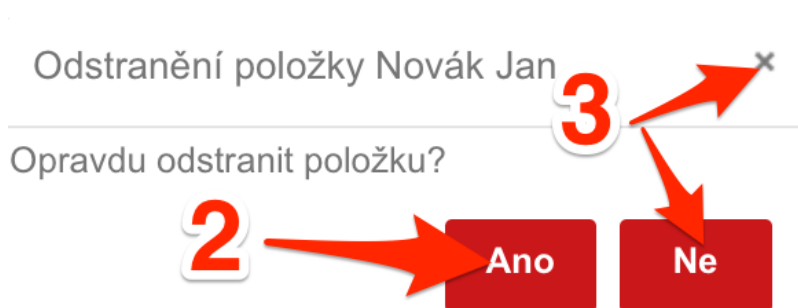 Odstranění položky Novák Jan ×
3
Opravdu odstranit položku?
2
Ano Ne